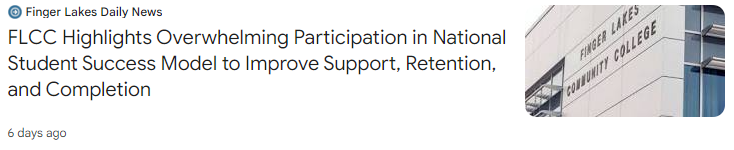 Finger Lakes Daily News
FLCC Highlights Overwhelming Participation in National
Student Success Model to Improve Support, Retention,
and Completion
6 days ago
FINGER LAKES
COMMUNITY COLLEGE